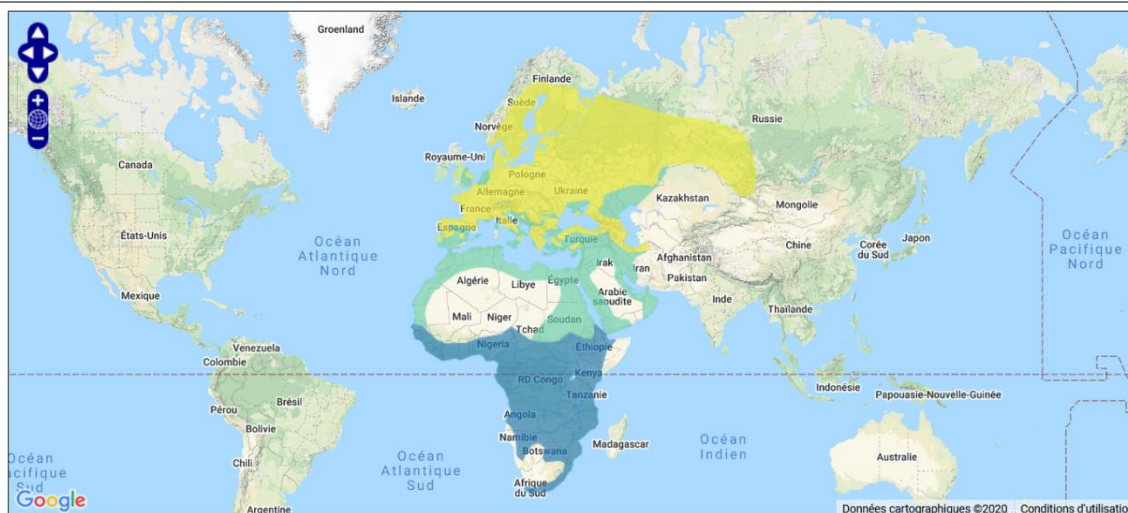 Groenland
Islande
Finlande
Suède
Norvège
Russie
Royaume-Uni
Pologne
Allemagne
Ukraine
France
Kazakhstan
Mongolie
Canada
Italie
Espagne
Turquie
États-Unis
Océan
Atlantique
Nord
Irak
Iran
Afghanistan
Pakistan
Chine
Corée
du Sud
Japon
Océan
Pacifique
Nord
Algérie
Libye
Égypte
Arabie
saoudite
Inde
Mexique
Mali
Niger
Tchad
Soudan
Thaïlande
Nigeria
Éthiopie
Venezuela
Colombie
RD Congo
Kenya
Tanzanie
Indonésie
Papouasie-Nouvelle-Guinée
Pérou
Brésil
Angola
Bolivie
Namibie
Botswana
Madagascar
Océan
Indien
Australie
Océan
Atlantique
Sud
Chili
Océan
acifique
Sud
Afrique
du Sud
Argentine
Google
Données cartographiques ©2020
Conditions d'utilisatio